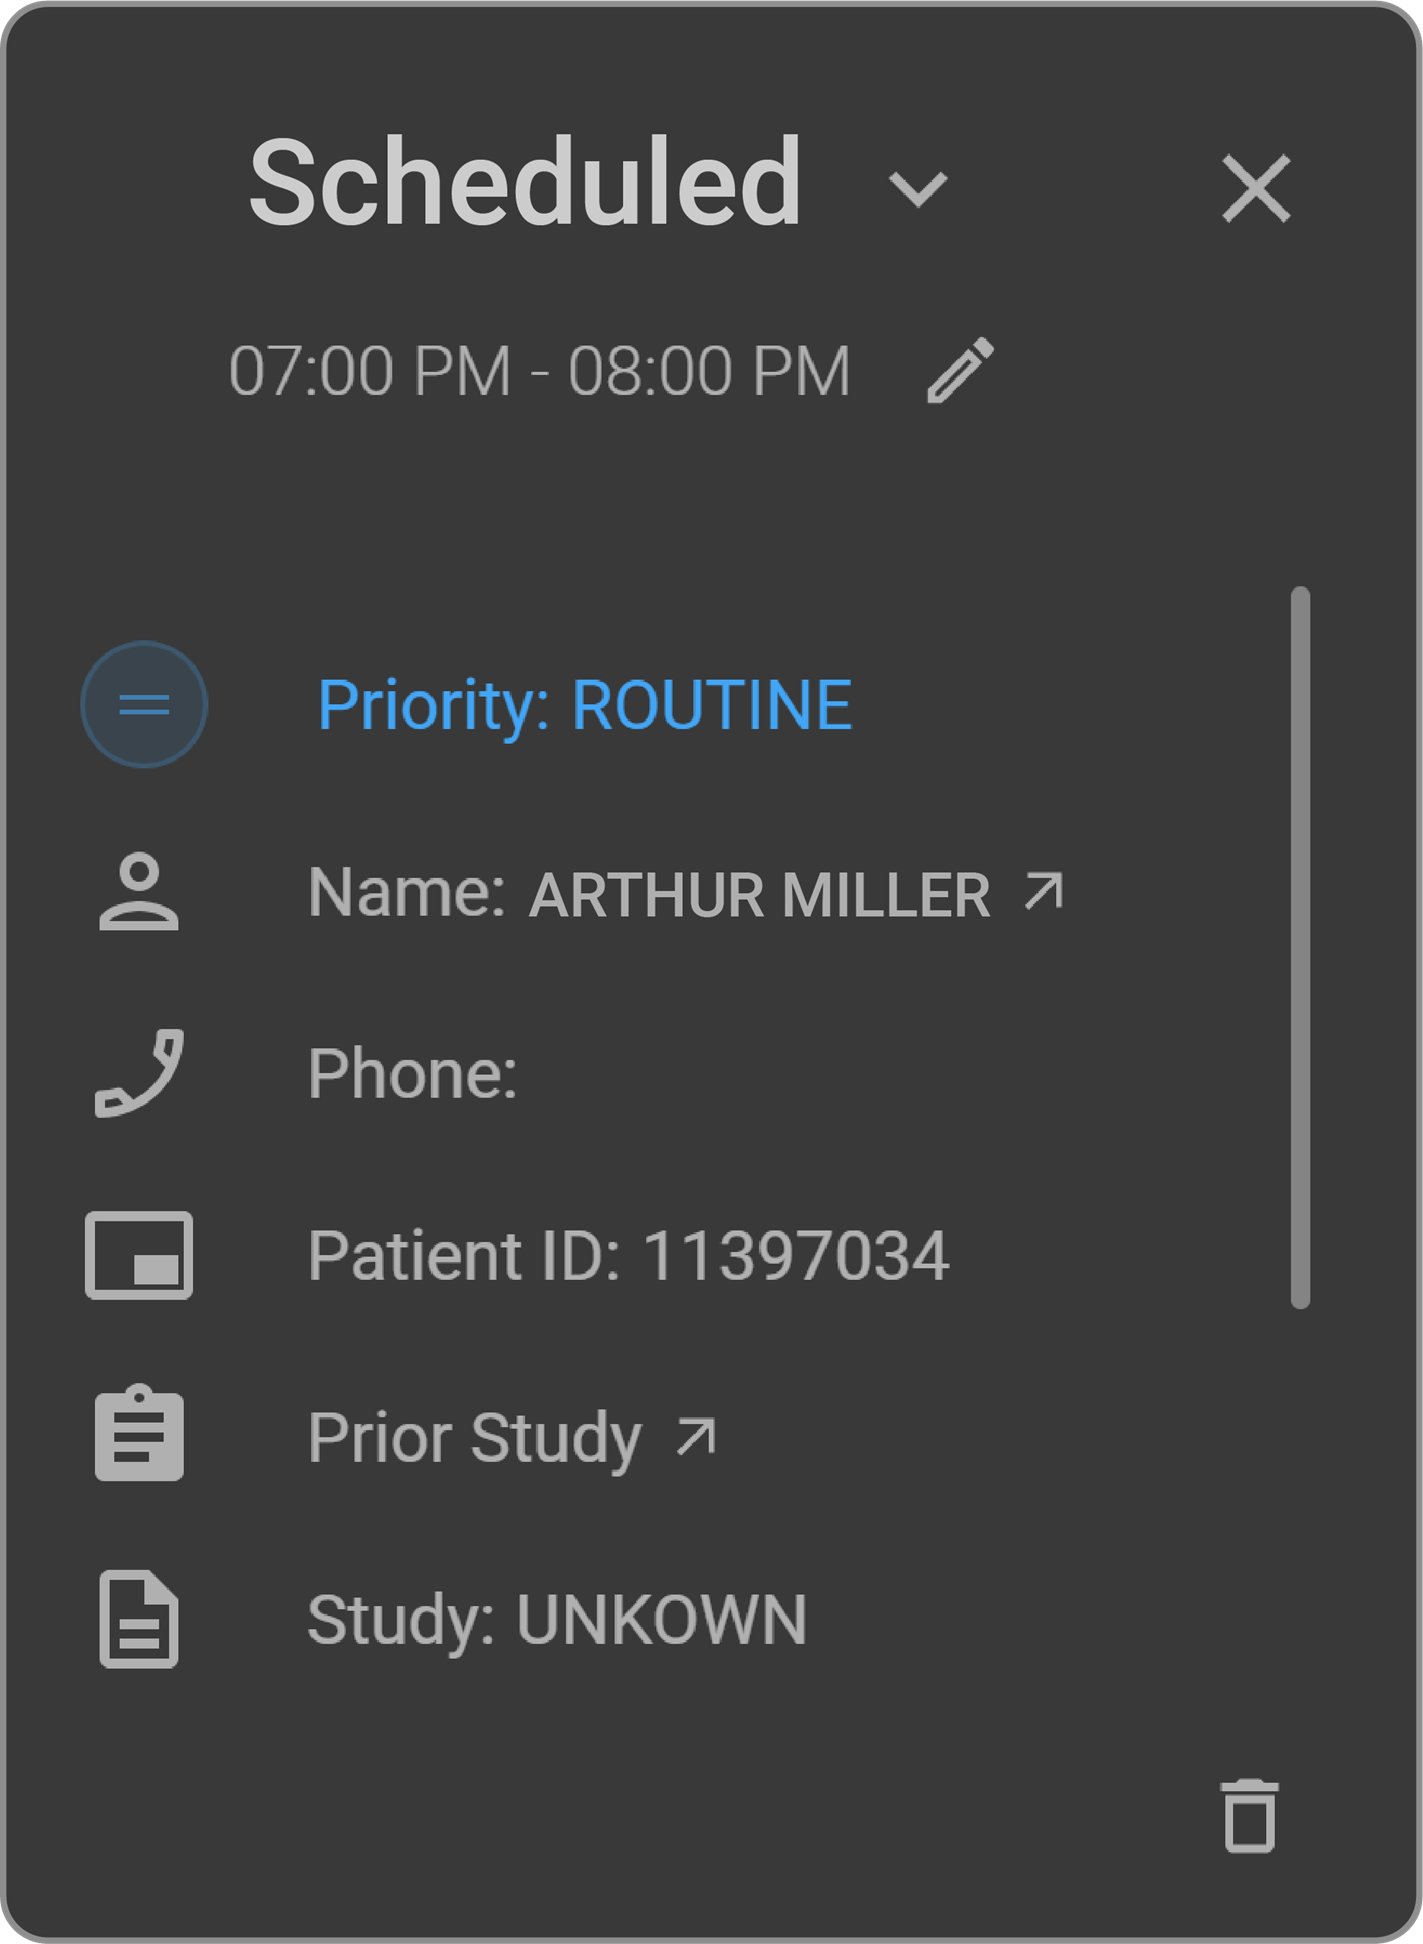 Scheduled
07:00 PM - 08:00 PM
Priority: ROUTINE
Name: ARTHUR MILLER
Phone:
Patient ID: 11397034
Prior Study
Study: UNKOWN